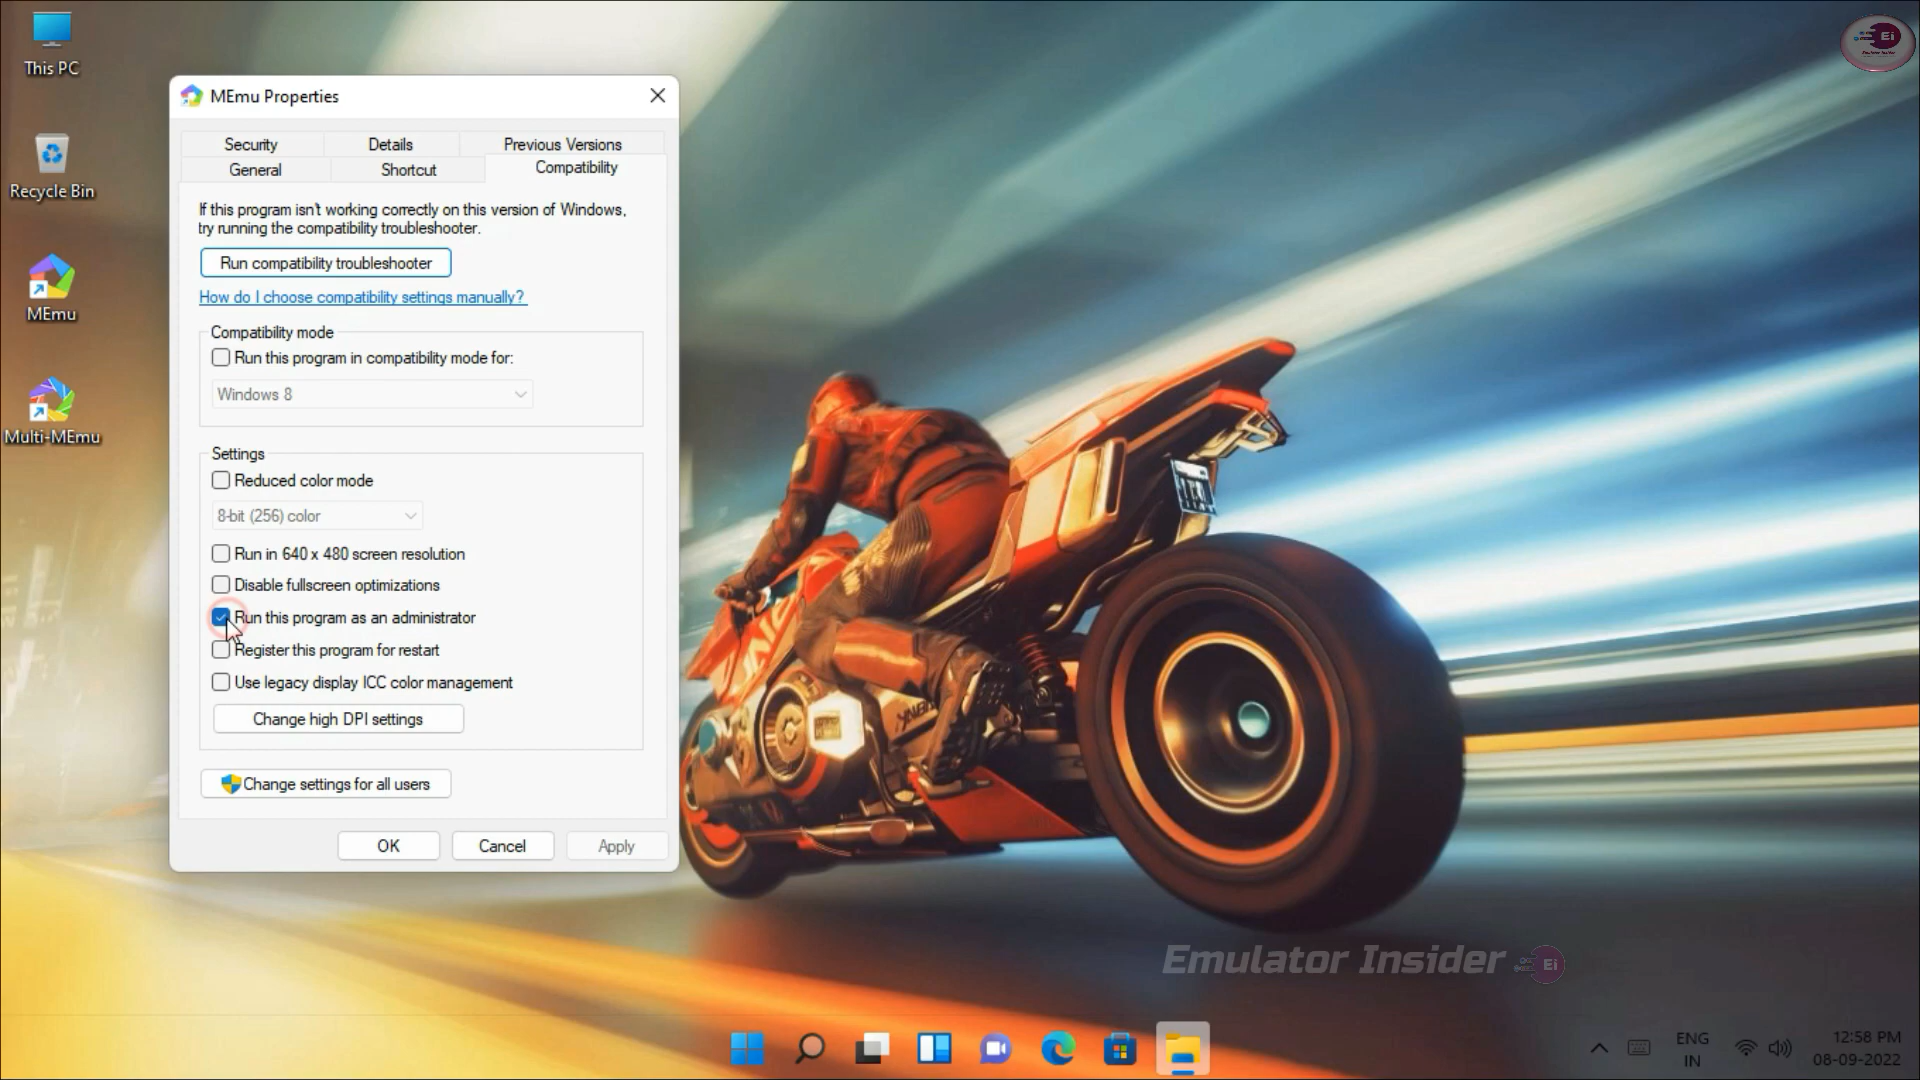 This PC
Recycle Bin
MEmu
Multi-MEmu
MEmu Properties
Security
Details
Previous Versions
General
Shortcut
Compatibility
If this program isn't working correctly on this version of Windows,
try running the compatibility troubleshooter.
Run compatibility troubleshooter
How do I choose compatibility settings manually?
Compatibility mode
Run this program in compatibility mode for:
Windows 8
Settings
Reduced color mode
8-bit (256) color
Run in 640 x 480 screen resolution
Disable fullscreen optimizations
Run this program as an administrator
Register this program for restart
Use legacy display ICC color management
Change high DPI settings
Change settings for all users
OK
Cancel
Apply
Ei
Emulator Insider
Emulator Insider
Ei
ENG
IN
12:58 PM
08-09-2022